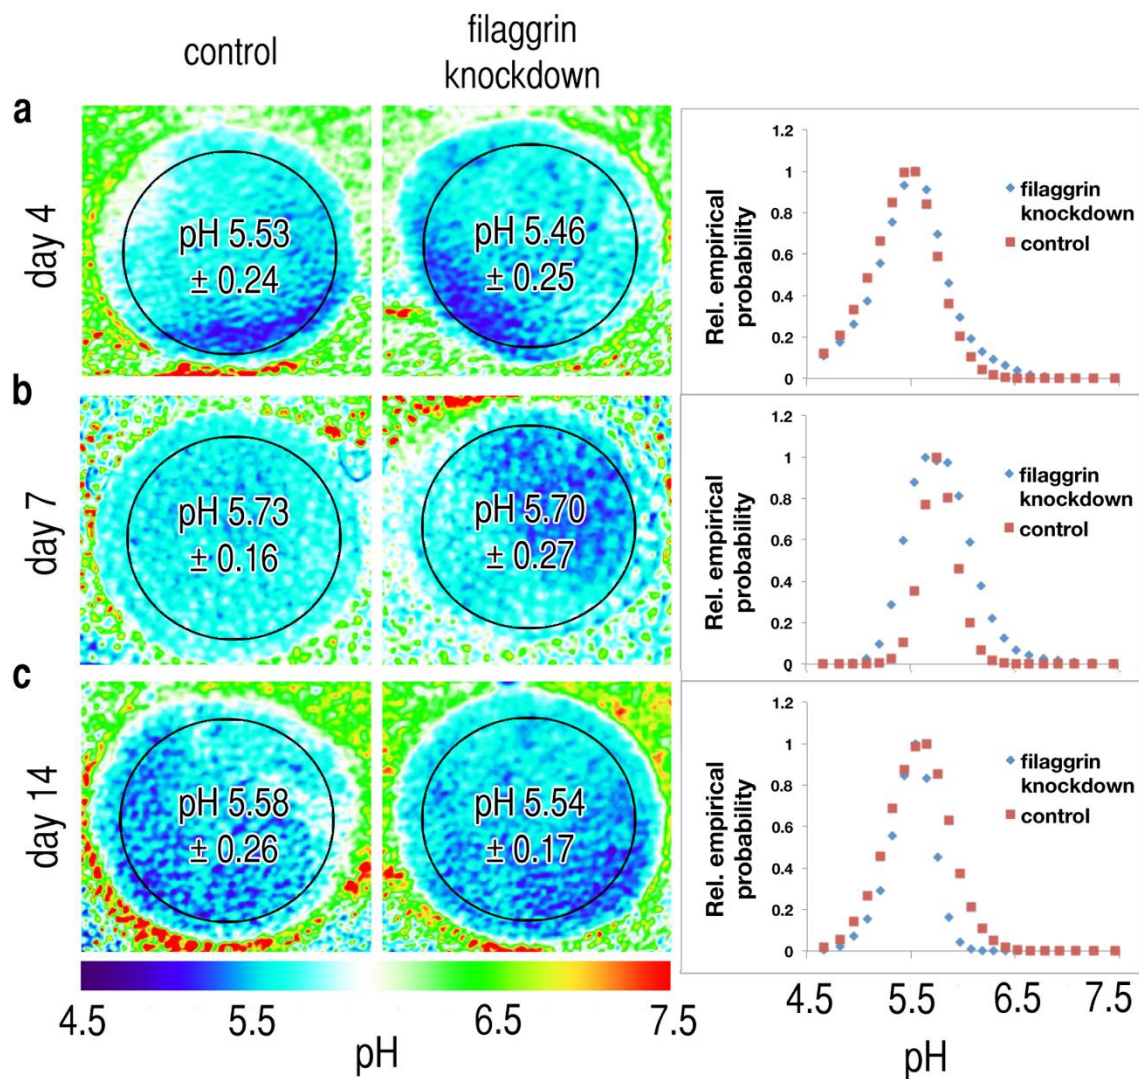 control
filaggrin
knockdown
a
day 4
pH 5.53
± 0.24
pH 5.46
± 0.25
Rel. empirical
probability
1.2
1
0.8
0.6
0.4
0.2
0
filaggrin
knockdown
control
b
day 7
pH 5.73
± 0.16
pH 5.70
± 0.27
Rel. empirical
probability
1.2
1
0.8
0.6
0.4
0.2
0
filaggrin
knockdown
control
c
day 14
pH 5.58
± 0.26
pH 5.54
± 0.17
Rel. empirical
probability
1.2
1
0.8
0.6
0.4
0.2
0
filaggrin
knockdown
control
4.5 5.5 6.5 7.5
pH
4.5 5.5 6.5 7.5
pH